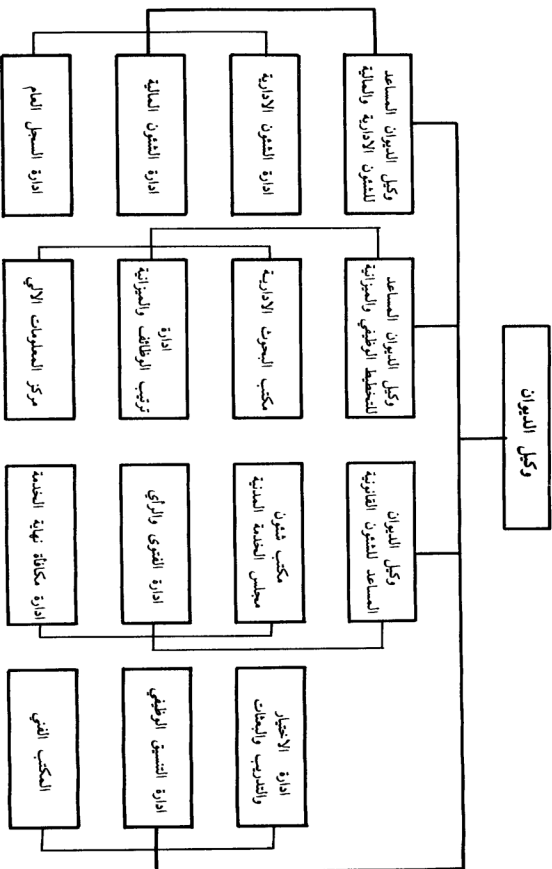 وكيل الديوان
وكيل الديوان المساعد
للشئون الادارية والمالية
وكيل الديوان المساعد
للتخطيط الوظيفي والميزانية
وكيل الديوان
المساعد للشئون القانونية
ادارة الشئون الادارية
مكتب البحوث الادارية
مكتب شئون
مجلس الخدمة المدنية
ادارة الاختيار
والتدريب والبعثات
ادارة الشئون المالية
ادارة
ترتيب الوظائف والميزانية
ادارة الفتوى والرأي
ادارة التنسيق الوظيفي
ادارة السجل العام
مركز المعلومات الالي
ادارة مكافأة نهاية الخدمة
المكتب الفني